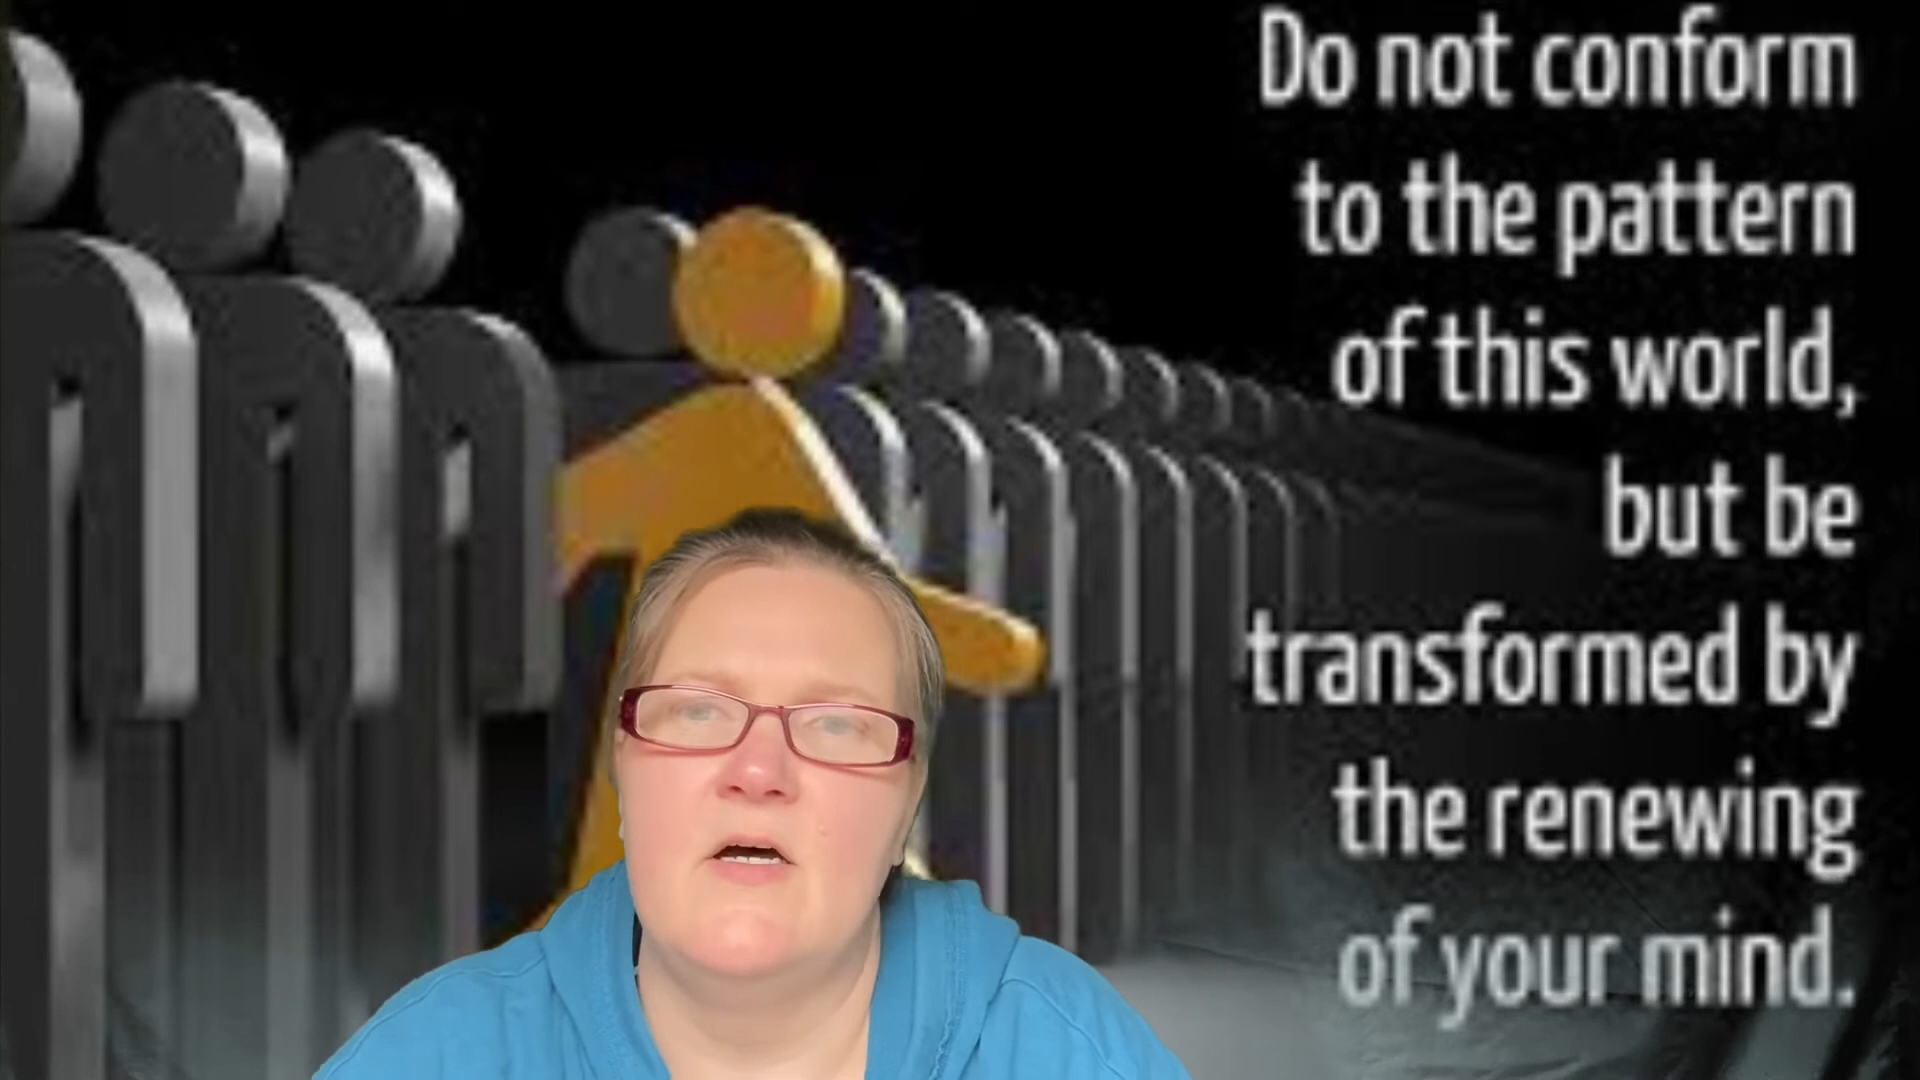 Do not conform
to the pattern
of this world,
but be
transformed by
the renewing
of your mind.